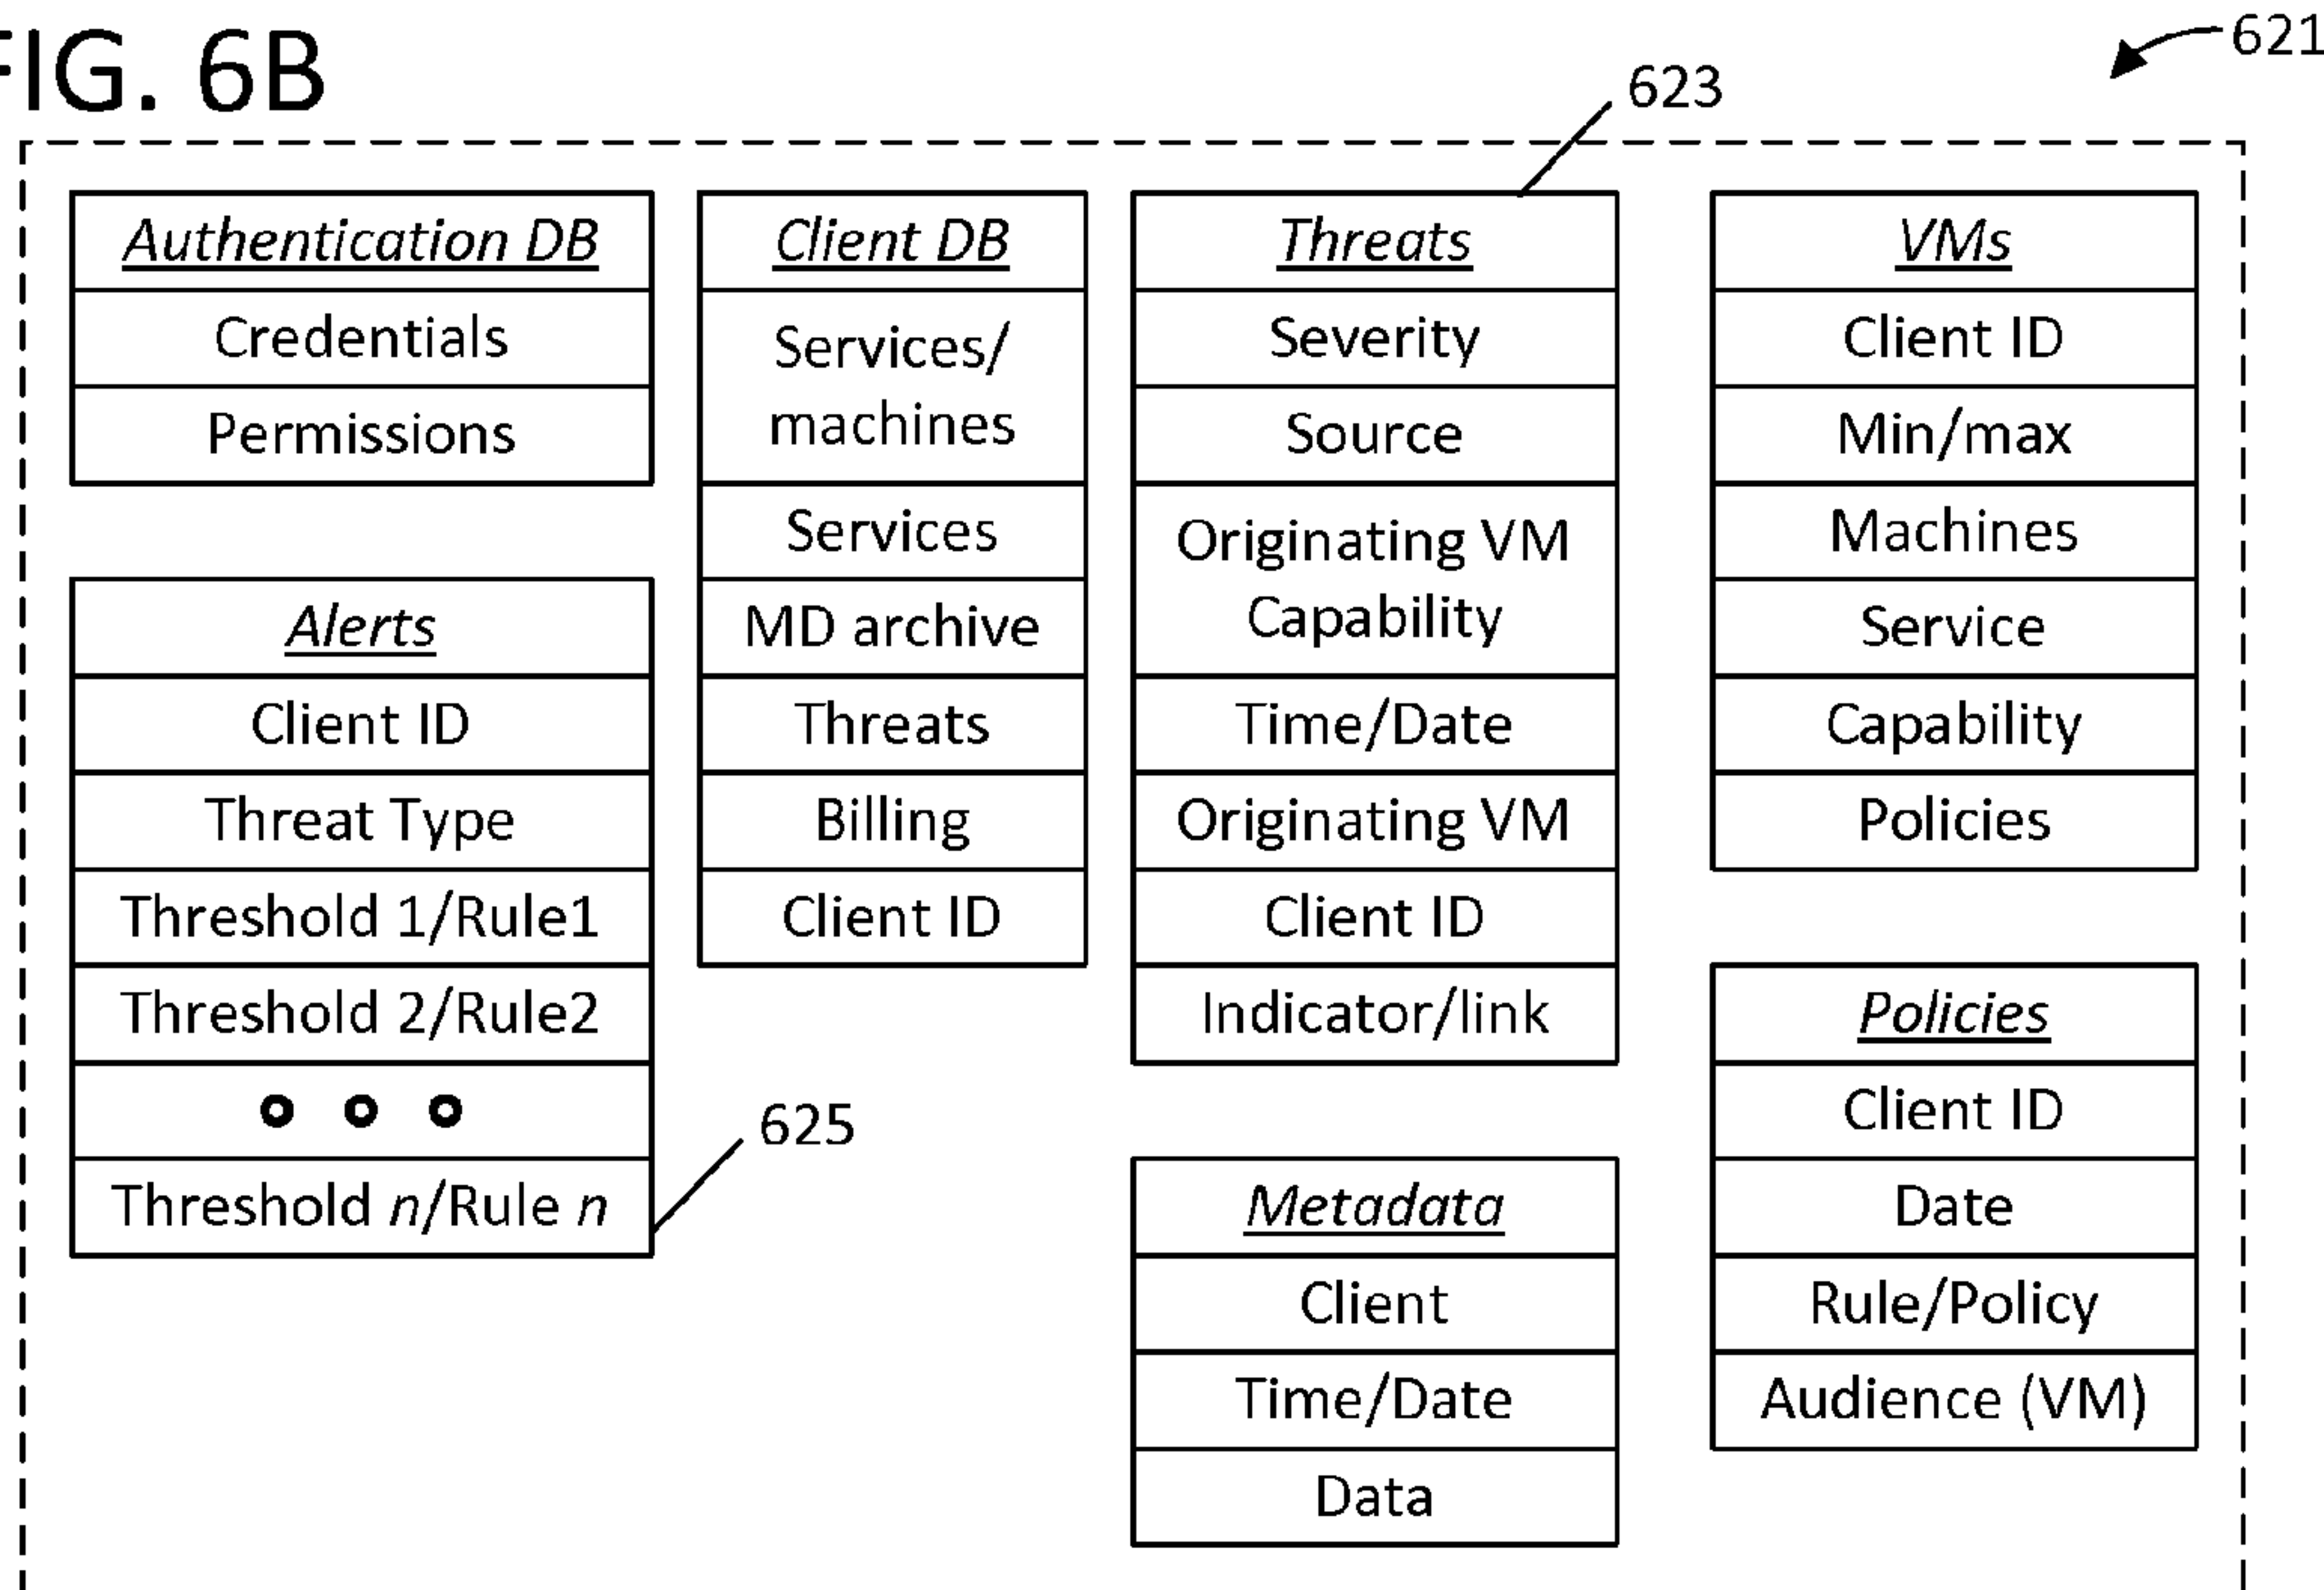 FIG. 6B
621
623
Authentication DB
Credentials
Permissions
Alerts
Client ID
Threat Type
Threshold 1/Rule1
Threshold 2/Rule2
Threshold n/Rule n
625
Client DB
Services/
machines
Services
MD archive
Threats
Billing
Client ID
Threats
Severity
Source
Originating VM
Capability
Time/Date
Originating VM
Client ID
Indicator/link
Metadata
Client
Time/Date
Data
VMs
Client ID
Min/max
Machines
Service
Capability
Policies
Policies
Client ID
Date
Rule/Policy
Audience (VM)